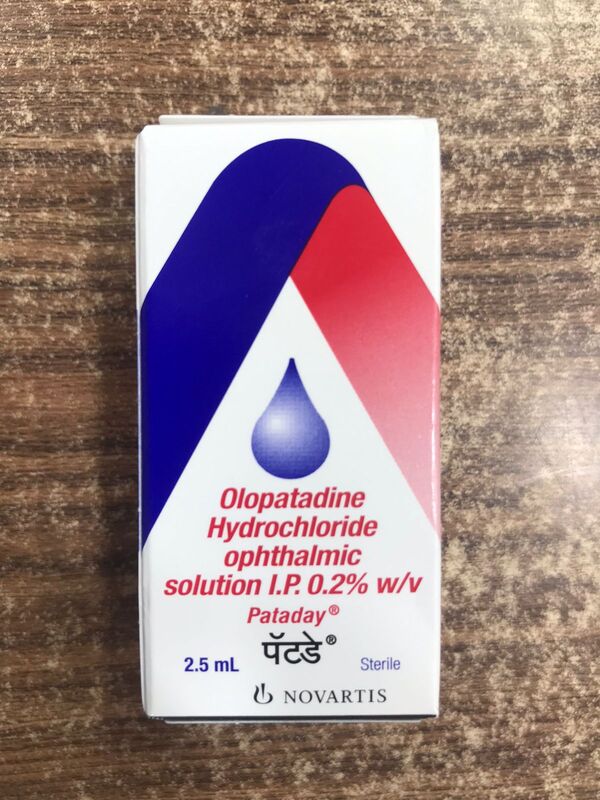 Olopatadine
Hydrochloride
ophthalmic
solution I.P. 0.2% w/v
Pataday®
पॅटडे®
2.5 mL
Sterile
NOVARTIS